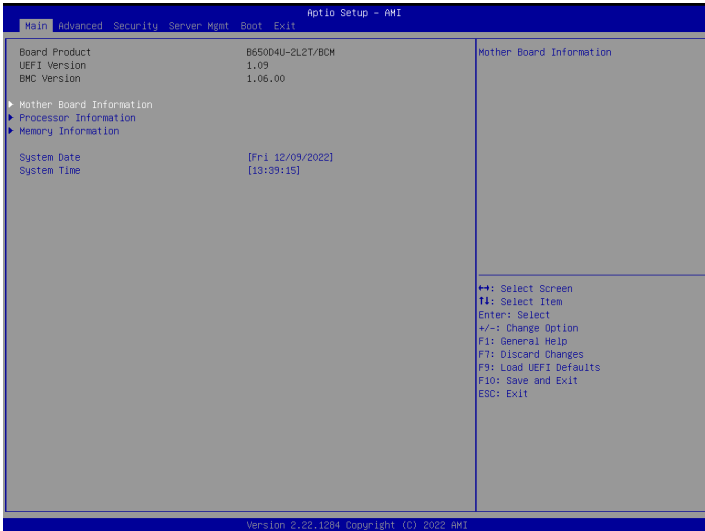 Aptio Setup – AMI
Main Advanced Security Server Mgmt Boot Exit
Board Product B650D4U-2L2T/BCM
UEFI Version 1.09
BMC Version 1.06.00
Mother Board Information
Processor Information
Memory Information
System Date [Fri 12/09/2022]
System Time [13:39:15]
Mother Board Information
↔: Select Screen
↑↓: Select Item
Enter: Select
+/-: Change Option
F1: General Help
F7: Discard Changes
F9: Load UEFI Defaults
F10: Save and Exit
ESC: Exit
Version 2.22.1284 Copyright (C) 2022 AMI